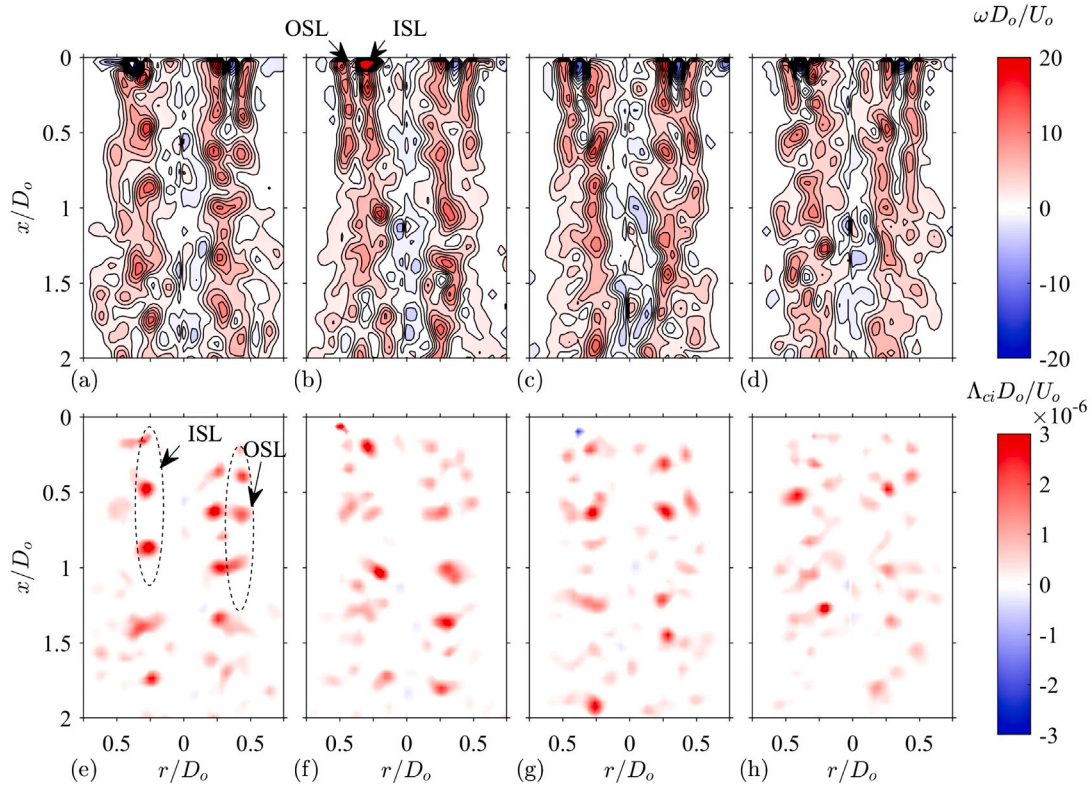 ωD_o/U_o
OSL ISL
0 20
0.5 10
x/D_o
1 0
1.5 -10
2 -20
(a) (b) (c) (d)
Λ_ciD_o/U_o
×10^-6
0 3
ISL OSL
2
0.5
1
x/D_o
1 0
-1
1.5
-2
2 -3
0.5 0 0.5 0.5 0 0.5 0.5 0 0.5 0.5 0 0.5
(e) r/D_o (f) r/D_o (g) r/D_o (h) r/D_o